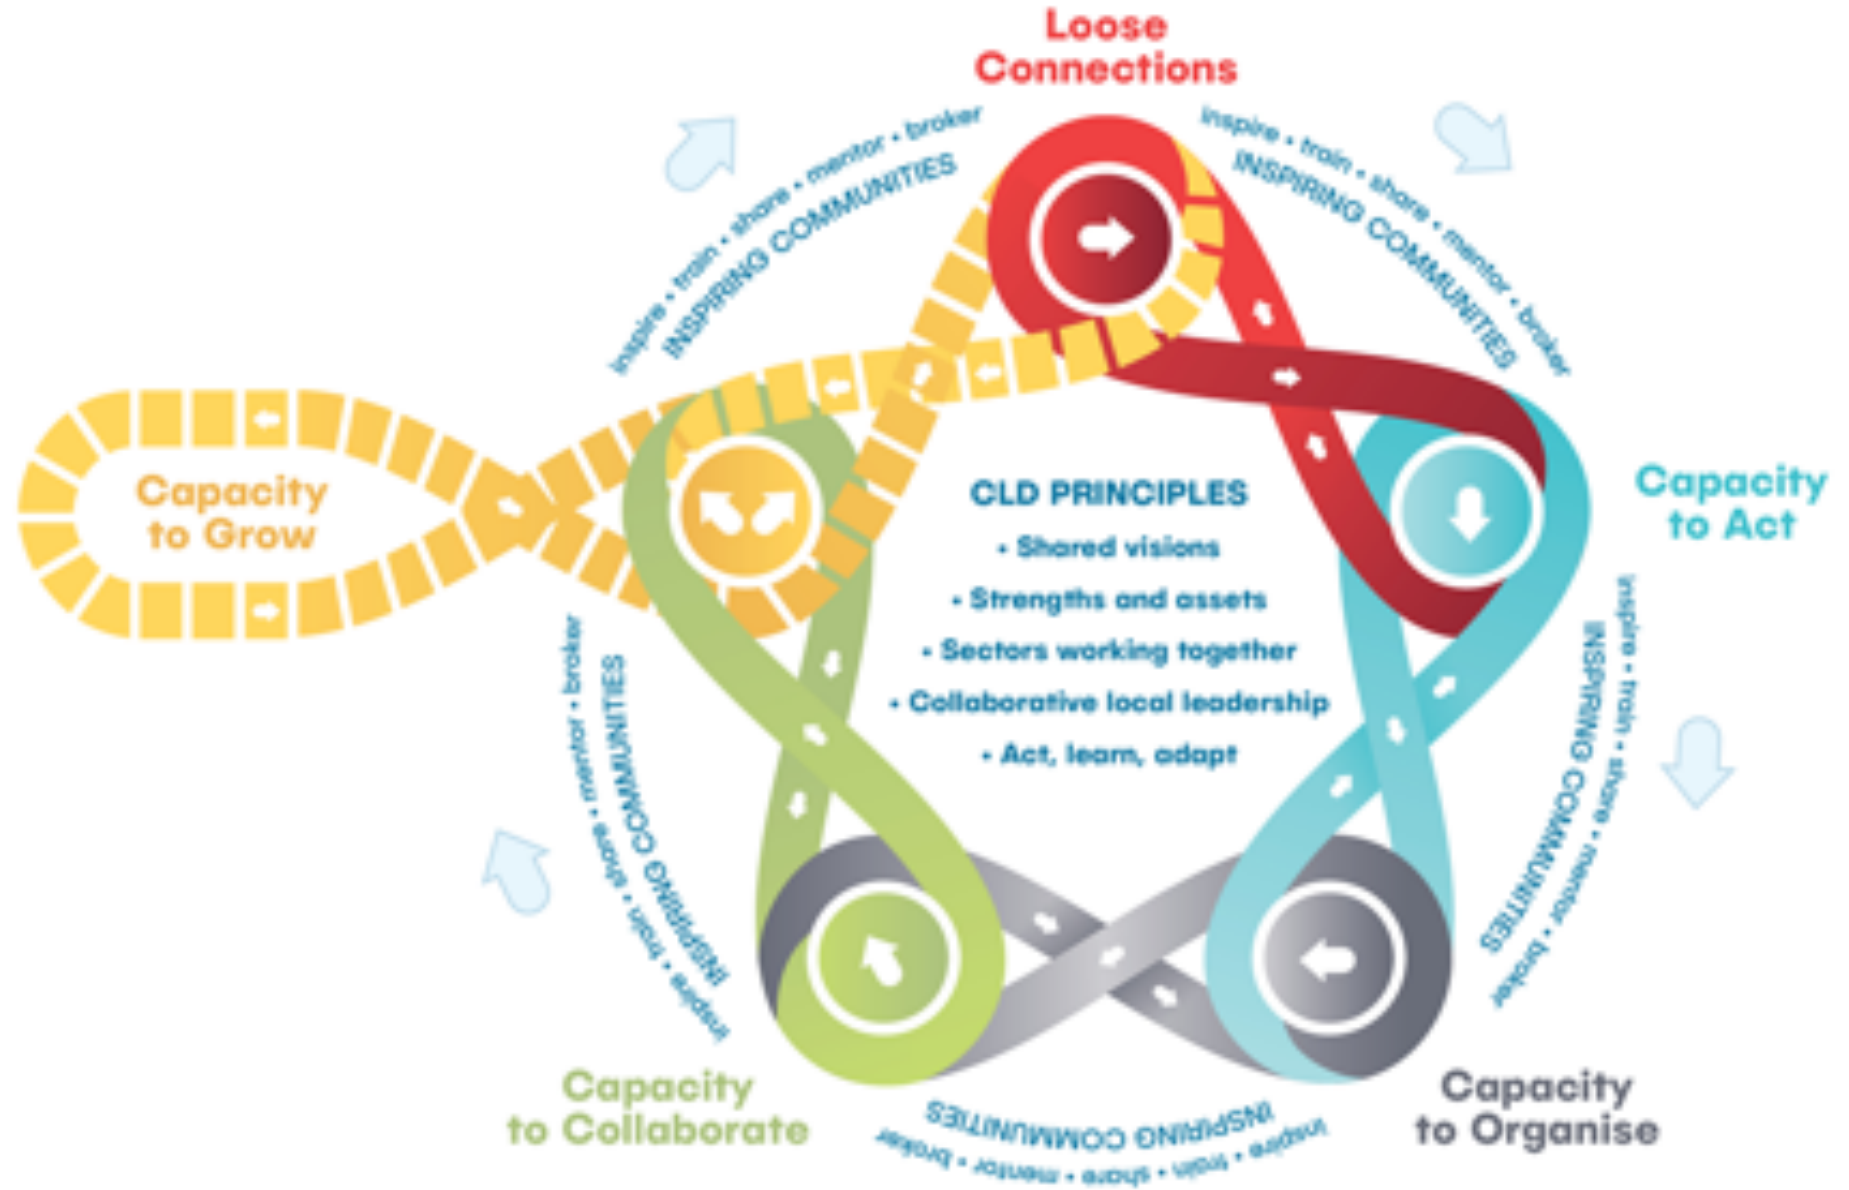 Loose
Connections
inspire • train • share • mentor • broker
INSPIRING COMMUNITIES
inspire • train • share • mentor • broker
INSPIRING COMMUNITIES
Capacity
to Grow
CLD PRINCIPLES
• Shared visions
• Strengths and assets
• Sectors working together
• Collaborative local leadership
• Act, learn, adapt
Capacity
to Act
inspire • train • share • mentor • broker
INSPIRING COMMUNITIES
inspire • train • share • mentor • broker
INSPIRING COMMUNITIES
Capacity
to Collaborate
Capacity
to Organise
INSPIRING COMMUNITIES
inspire • train • share • mentor • broker